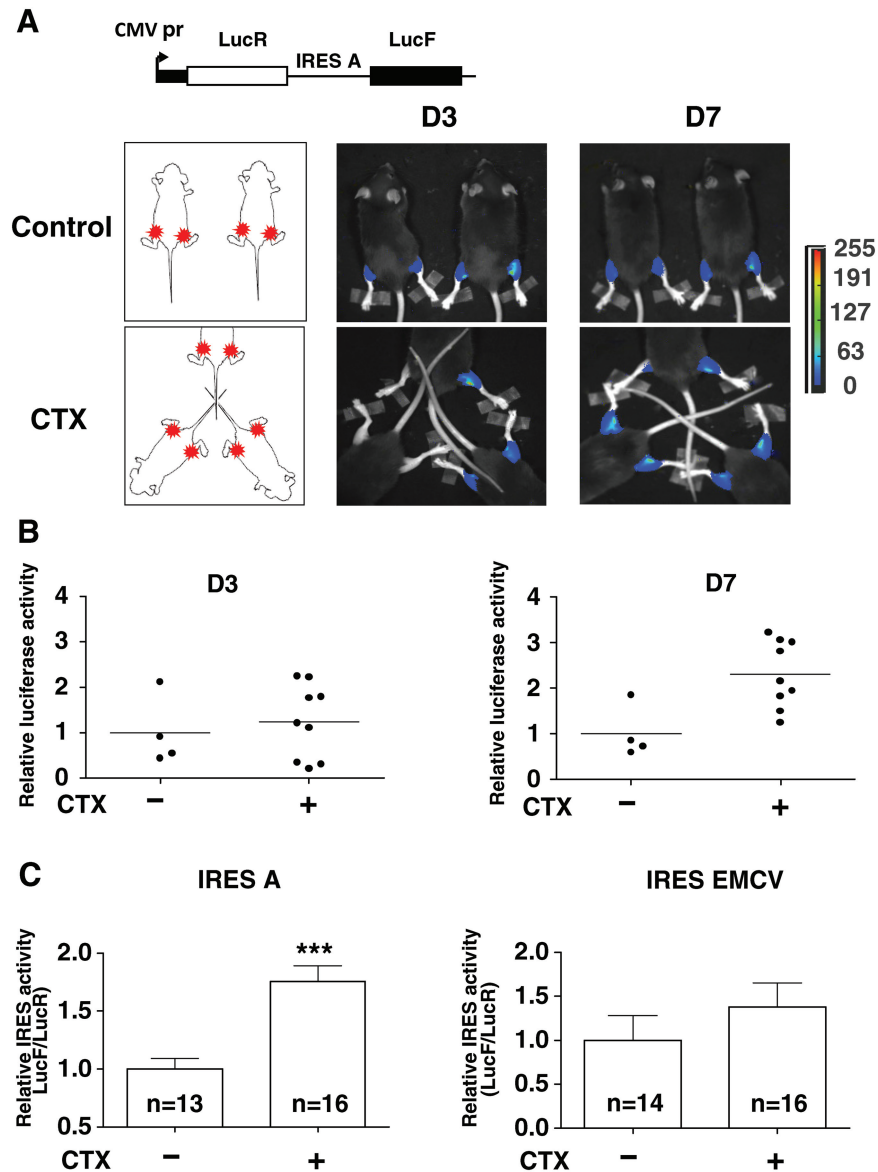 A
CMV pr
LucR
IRES A
LucF
D3
D7
Control
CTX
255
191
127
63
0
B
D3
Relative luciferase activity
4
3
2
1
0
CTX
−
+
D7
Relative luciferase activity
4
3
2
1
0
CTX
−
+
C
IRES A
Relative IRES activity
LucF/LucR)
2.0
1.5
1.0
0.5
***
n=13
n=16
CTX
−
+
IRES EMCV
Relative IRES activity
(LucF/LucR)
2.0
1.5
1.0
0.5
0.0
n=14
n=16
CTX
−
+